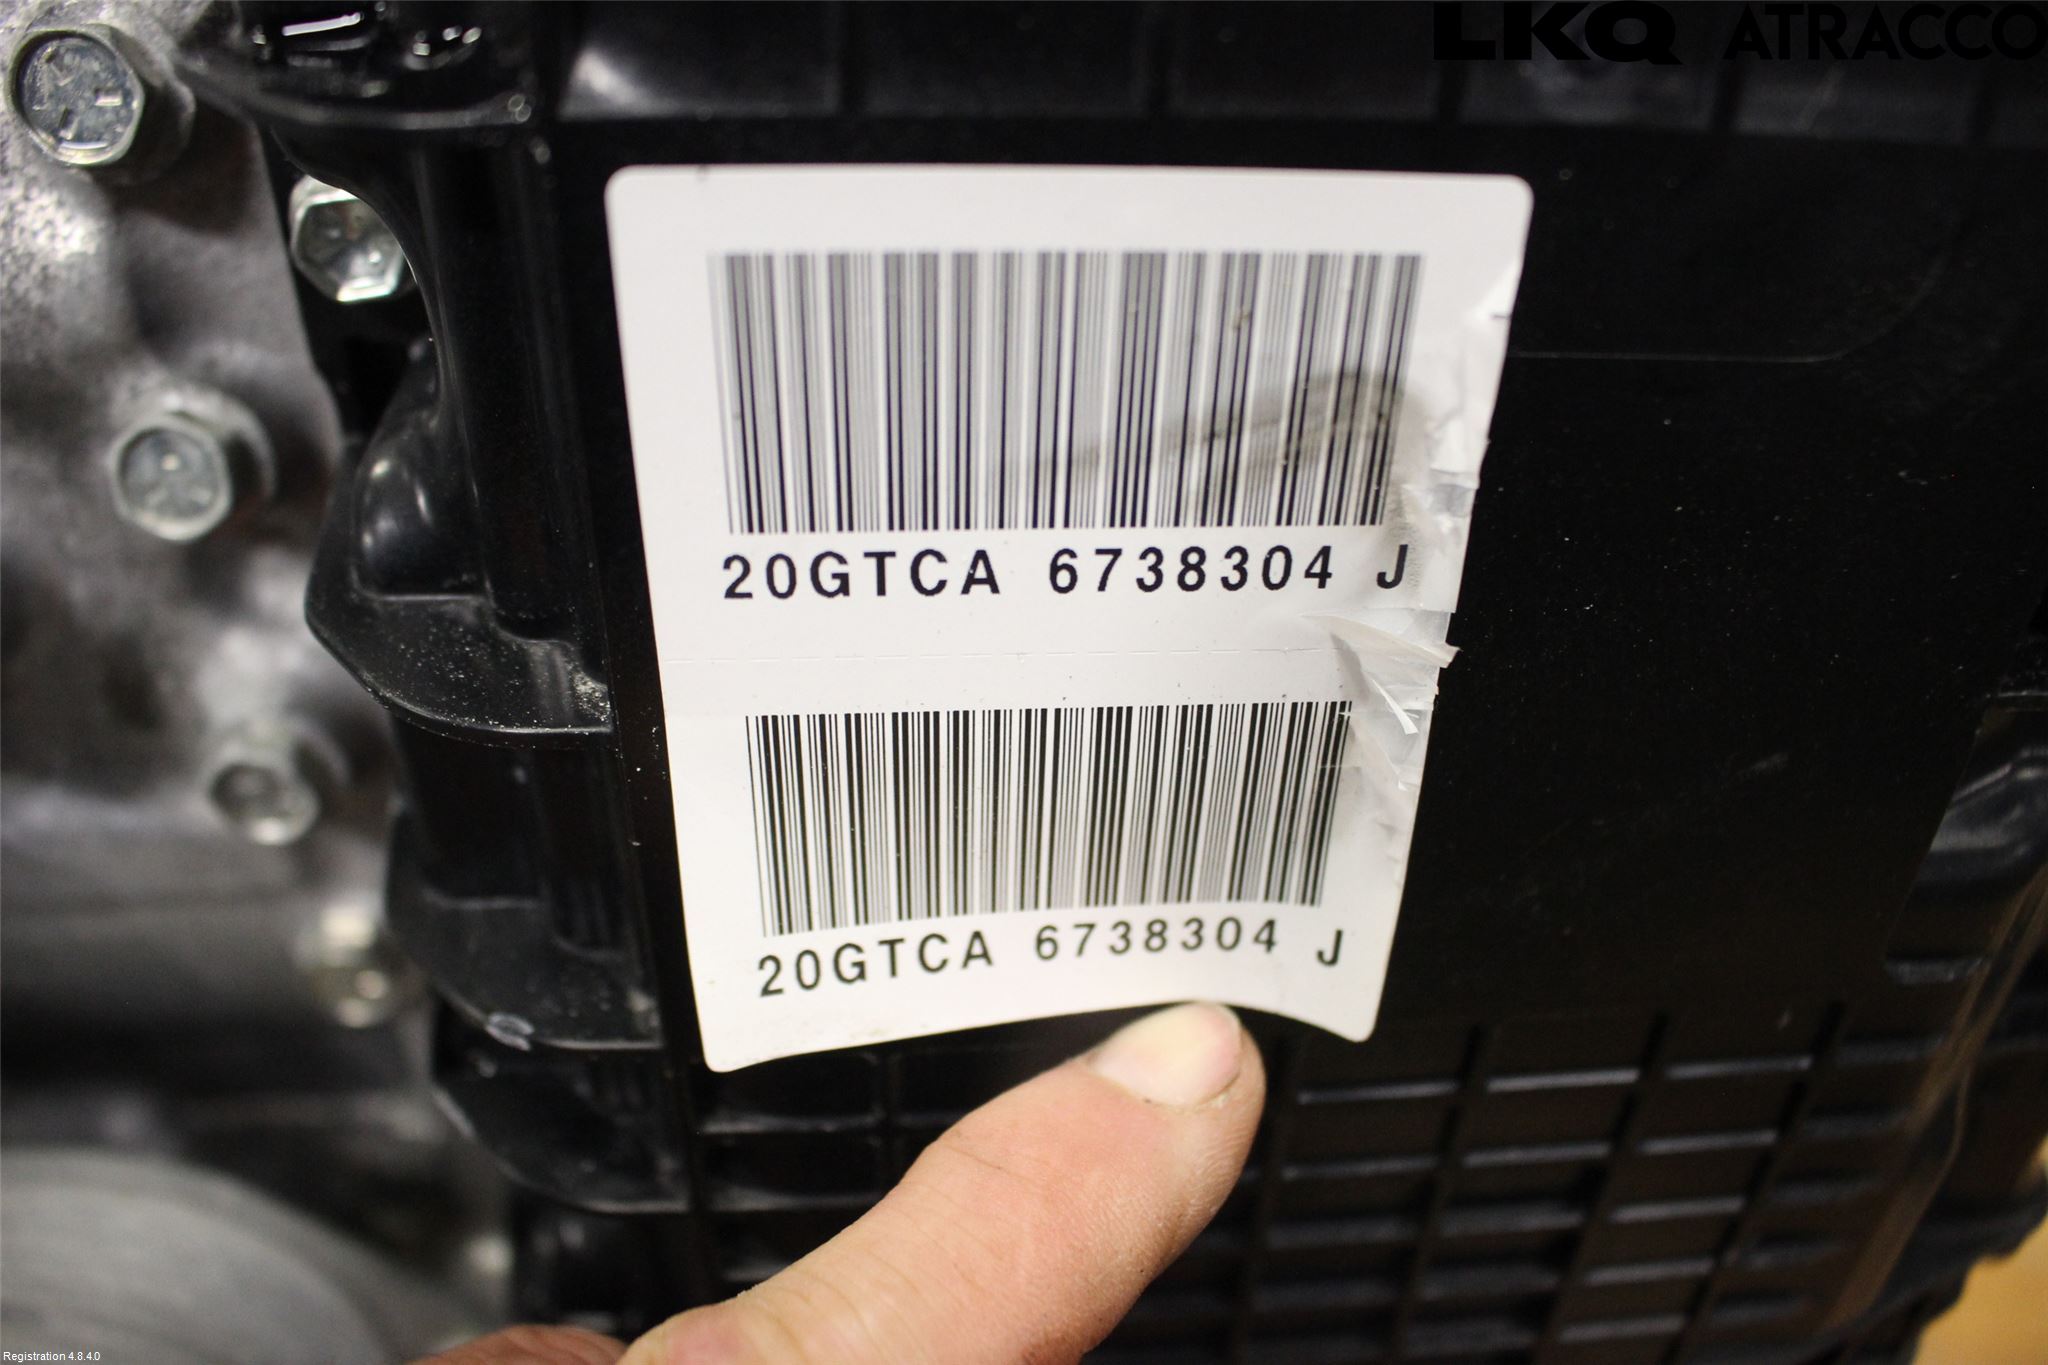 LKQ ATRACCO
20GTCA 6738304 J
20GTCA 6738304 J
Registration 4.8.4.0